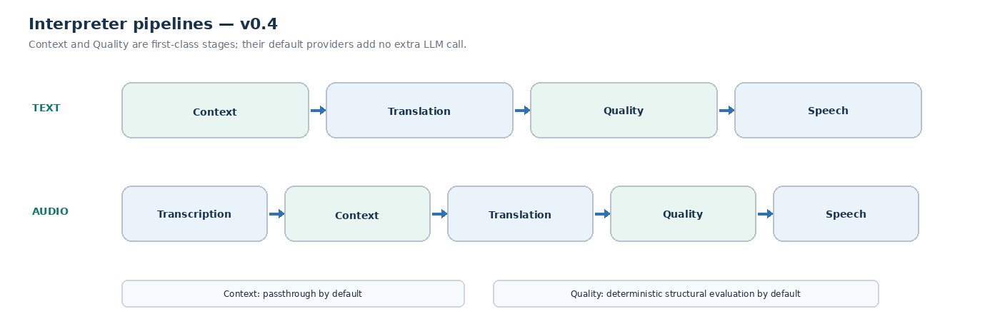 Interpreter pipelines — v0.4
Context and Quality are first-class stages; their default providers add no extra LLM call.
TEXT
Context
Translation
Quality
Speech
AUDIO
Transcription
Context
Translation
Quality
Speech
Context: passthrough by default
Quality: deterministic structural evaluation by default